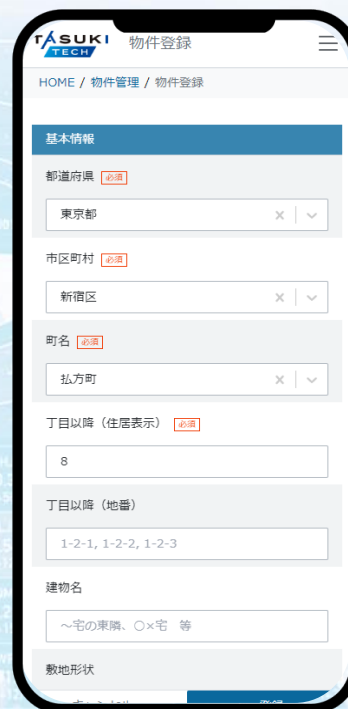 TASUKI
TECH
物件登録
HOME / 物件管理 / 物件登録
基本情報
都道府県 必須
東京都
市区町村 必須
新宿区
町名 必須
払方町
丁目以降（住居表示） 必須
8
丁目以降（地番）
1-2-1, 1-2-2, 1-2-3
建物名
～宅の東隣、○×宅　等
敷地形状